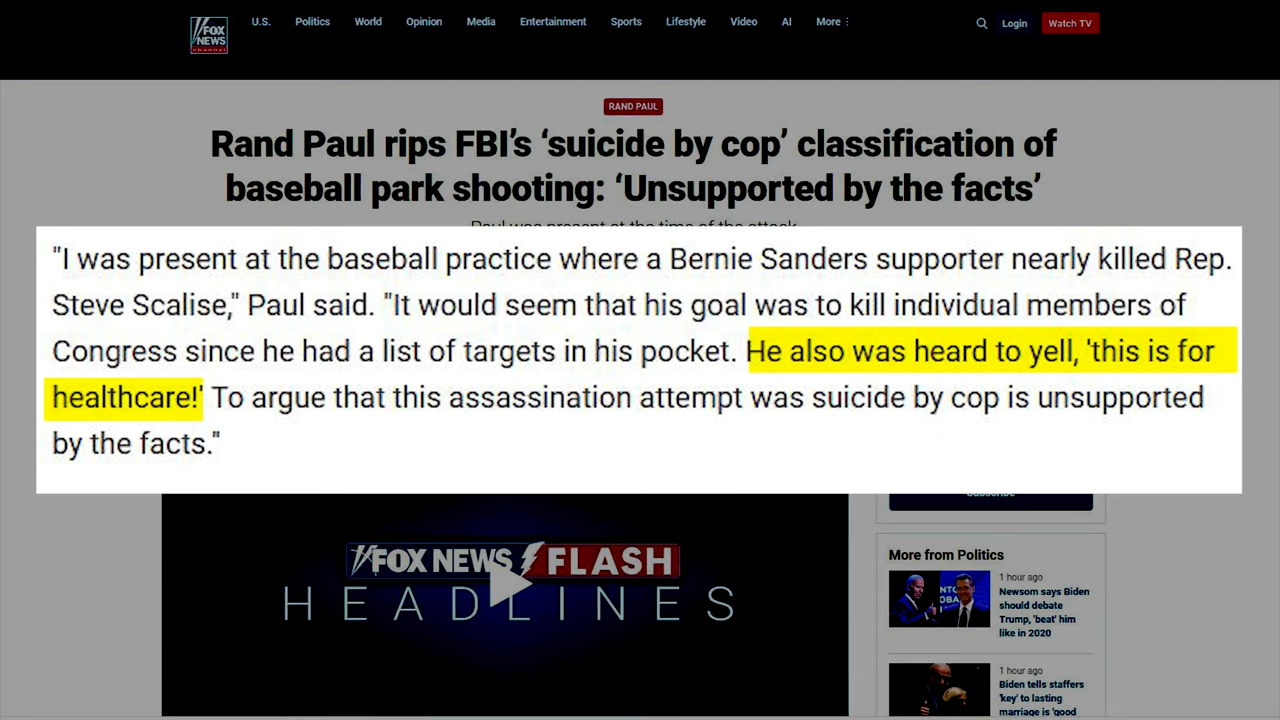 FOX
NEWS
channel
U.S.
Politics
World
Opinion
Media
Entertainment
Sports
Lifestyle
Video
AI
More
Login
Watch TV
RAND PAUL
Rand Paul rips FBI's 'suicide by cop' classification of
baseball park shooting: 'Unsupported by the facts'
Paul was present at the time of the attack
"I was present at the baseball practice where a Bernie Sanders supporter nearly killed Rep.
Steve Scalise," Paul said. "It would seem that his goal was to kill individual members of
Congress since he had a list of targets in his pocket. He also was heard to yell, 'this is for
healthcare!' To argue that this assassination attempt was suicide by cop is unsupported
by the facts."
Subscribe
FOX NEWS FLASH
HEADLINES
More from Politics
1 hour ago
Newsom says Biden
should debate
Trump, 'beat' him
like in 2020
1 hour ago
Biden tells staffers
'key' to lasting
marriage is 'good